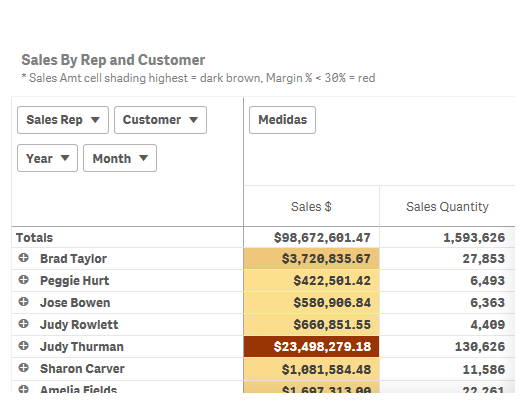 Sales By Rep and Customer
* Sales Amt cell shading highest = dark brown, Margin % < 30% = red
Sales Rep Customer Medidas
Year Month
Sales $ Sales Quantity
Totals $98,672,601.47 1,593,626
Brad Taylor $3,720,835.67 27,853
Peggie Hurt $422,501.42 6,493
Jose Bowen $580,906.84 6,363
Judy Rowlett $660,851.55 4,409
Judy Thurman $23,498,279.18 130,626
Sharon Carver $1,081,584.48 11,586
Amelia Fields $1,697,313.00 22,261